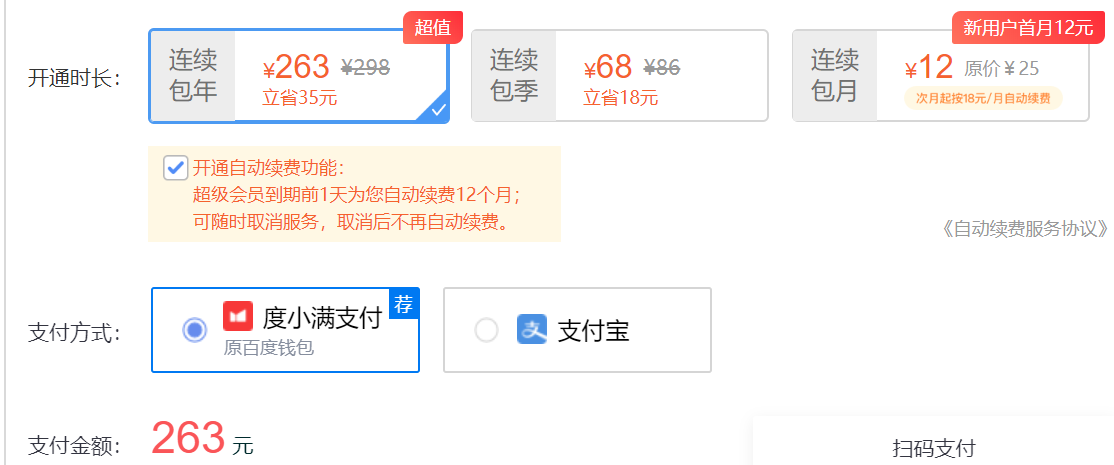 超值
新用户首月12元
开通时长：
连续
包年
¥263 ¥298
立省35元
连续
包季
¥68 ¥86
立省18元
连续
包月
¥12 原价￥25
次月起按18元/月自动续费
开通自动续费功能：
超级会员到期前1天为您自动续费12个月；
可随时取消服务，取消后不再自动续费。
《自动续费服务协议》
支付方式：
度小满支付
荐
原百度钱包
支付宝
支付金额：
263 元
扫码支付